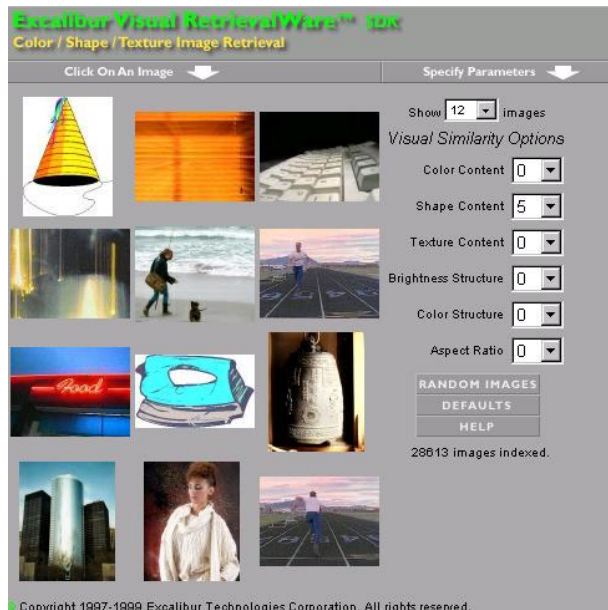 Excalibur Visual RetrievalWare™ SDK
Color / Shape / Texture Image Retrieval
Click On An Image
Specify Parameters
Show 12 images
Visual Similarity Options
Color Content 0
Shape Content 5
Texture Content 0
Brightness Structure 0
Color Structure 0
Aspect Ratio 0
Food
RANDOM IMAGES
DEFAULTS
HELP
28613 images indexed.
Copyright 1997-1999 Excalibur Technologies Corporation. All rights reserved.